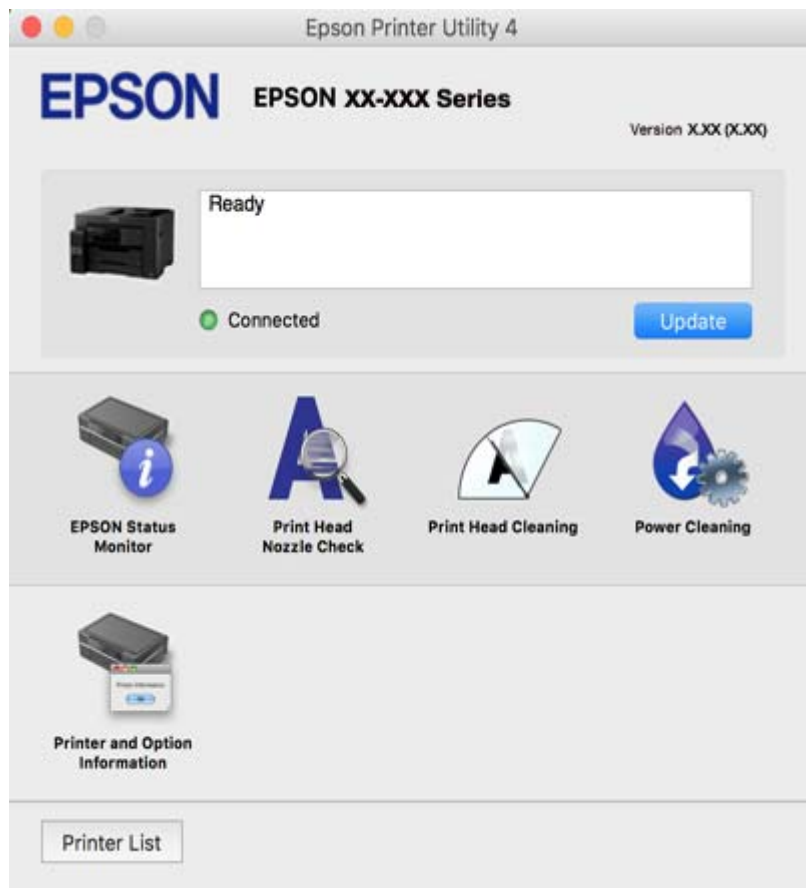 Epson Printer Utility 4
EPSON
EPSON XX-XXX Series
Version X.XX (X.XX)
Ready
Connected
Update
EPSON Status
Monitor
Print Head
Nozzle Check
Print Head Cleaning
Power Cleaning
Printer and Option
Information
Printer List